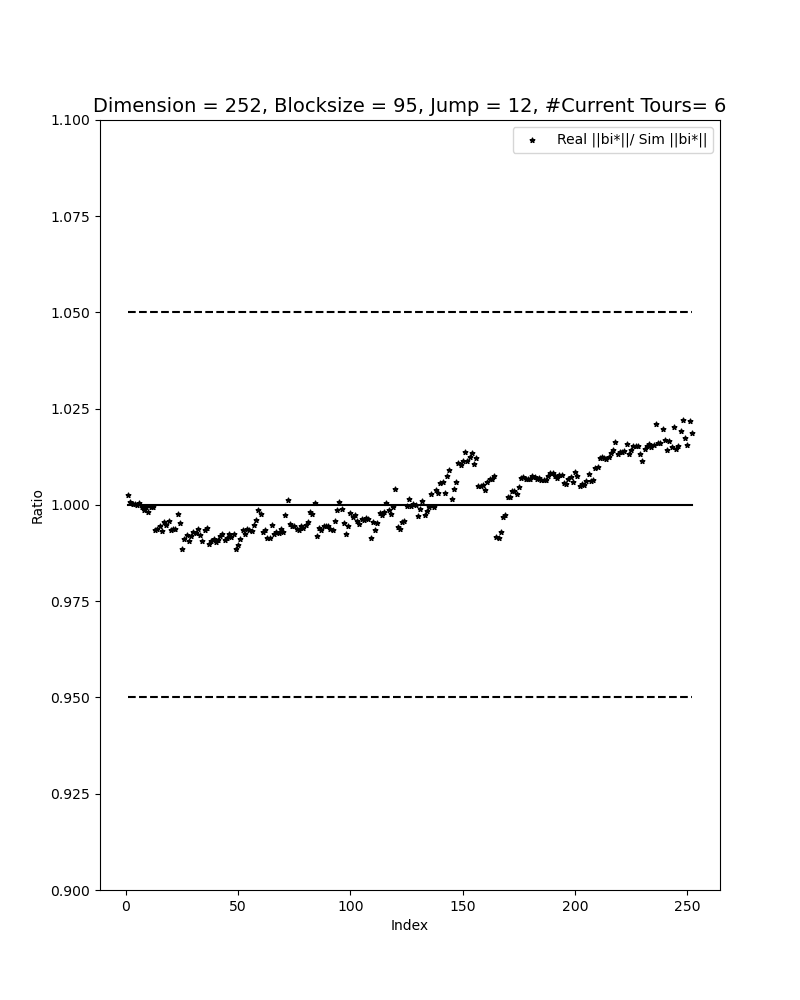 Dimension = 252, Blocksize = 95, Jump = 12, #Current Tours= 6
Real ||bi*||/ Sim ||bi*||
1.100
1.075
1.050
1.025
1.000
0.975
0.950
0.925
0.900
Ratio
0 50 100 150 200 250
Index